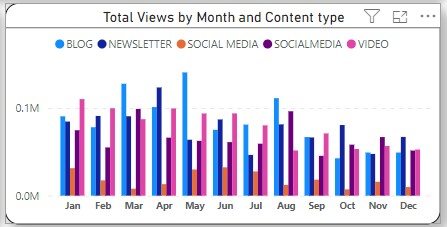 Total Views by Month and Content type
BLOG NEWSLETTER SOCIAL MEDIA SOCIALMEDIA VIDEO
0.1M
0.0M
Jan Feb Mar Apr May Jun Jul Aug Sep Oct Nov Dec